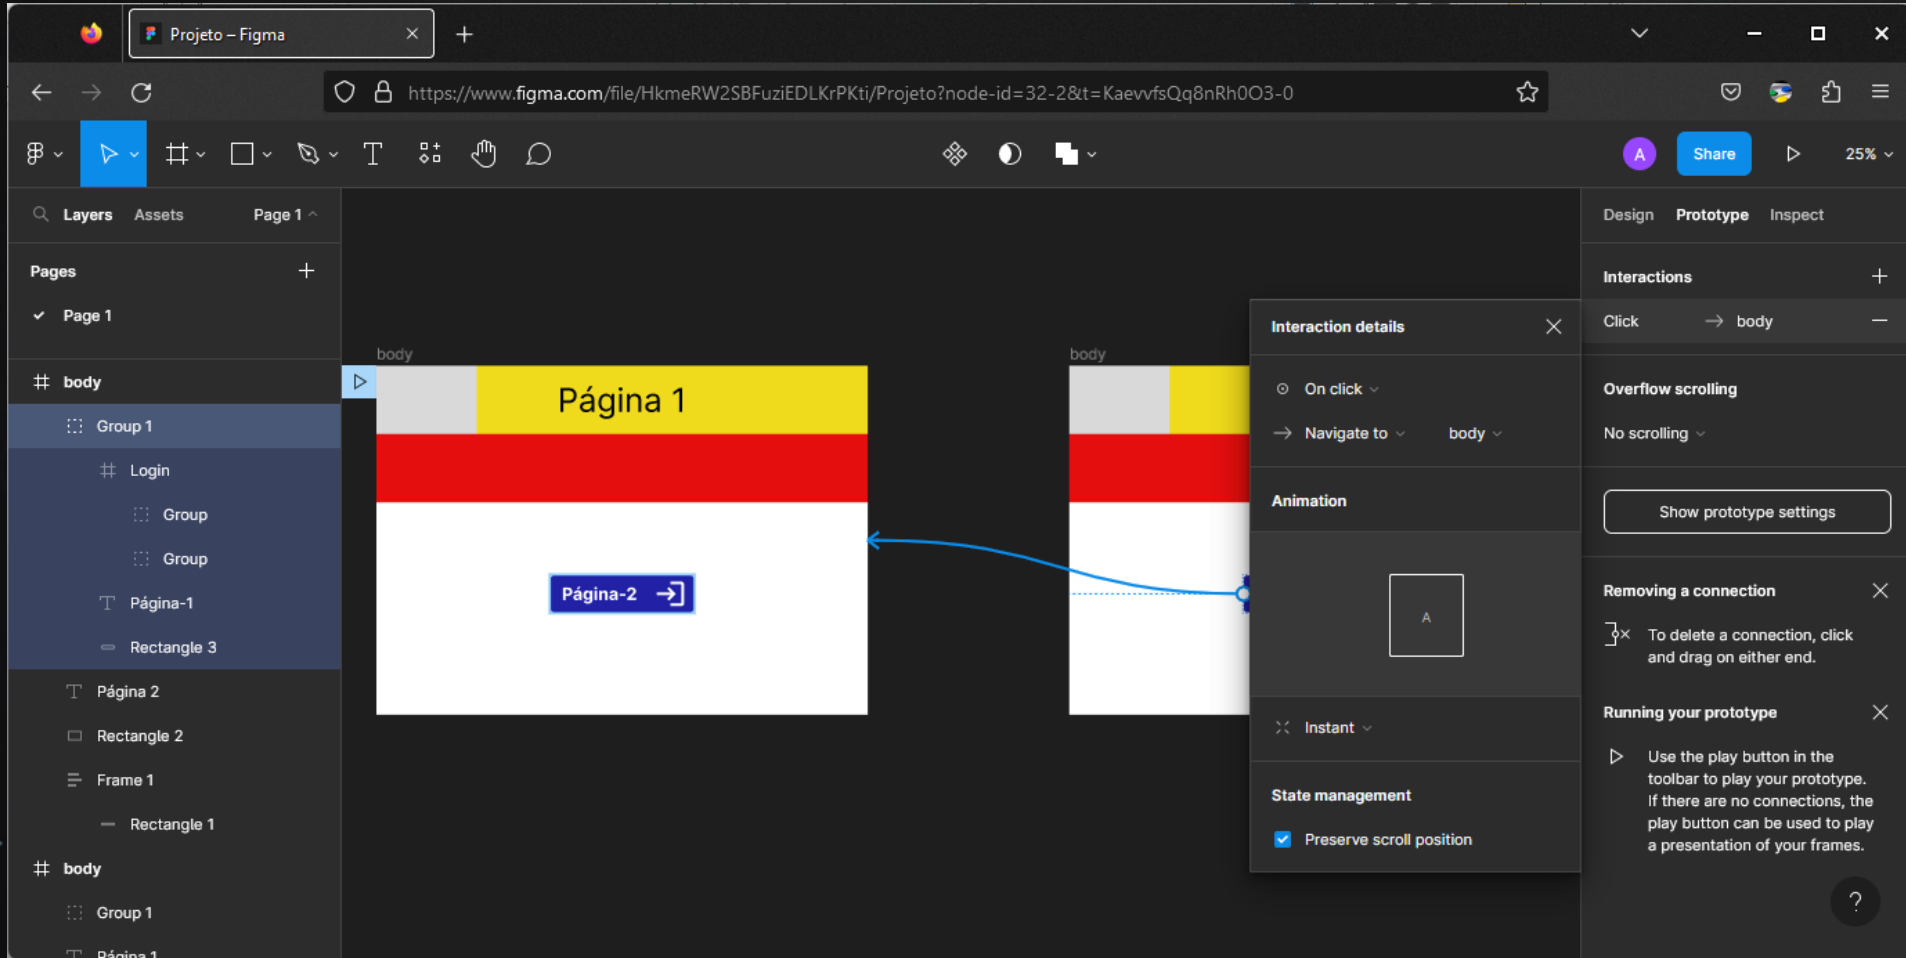 Projeto – Figma
https://www.figma.com/file/HkmeRW2SBFuziEDLKrPKti/Projeto?node-id=32-2&t=KaevvfsQq8nRh0O3-0
A
Share
25%
Layers
Assets
Page 1
Pages
Page 1
body
Group 1
Login
Group
Group
Página-1
Rectangle 3
Página 2
Rectangle 2
Frame 1
Rectangle 1
body
Group 1
Página 1
body
Página 1
Página-2
body
Interaction details
On click
Navigate to
body
Animation
A
Instant
State management
Preserve scroll position
Design
Prototype
Inspect
Interactions
Click
body
Overflow scrolling
No scrolling
Show prototype settings
Removing a connection
To delete a connection, click
and drag on either end.
Running your prototype
Use the play button in the
toolbar to play your prototype.
If there are no connections, the
play button can be used to play
a presentation of your frames.
?